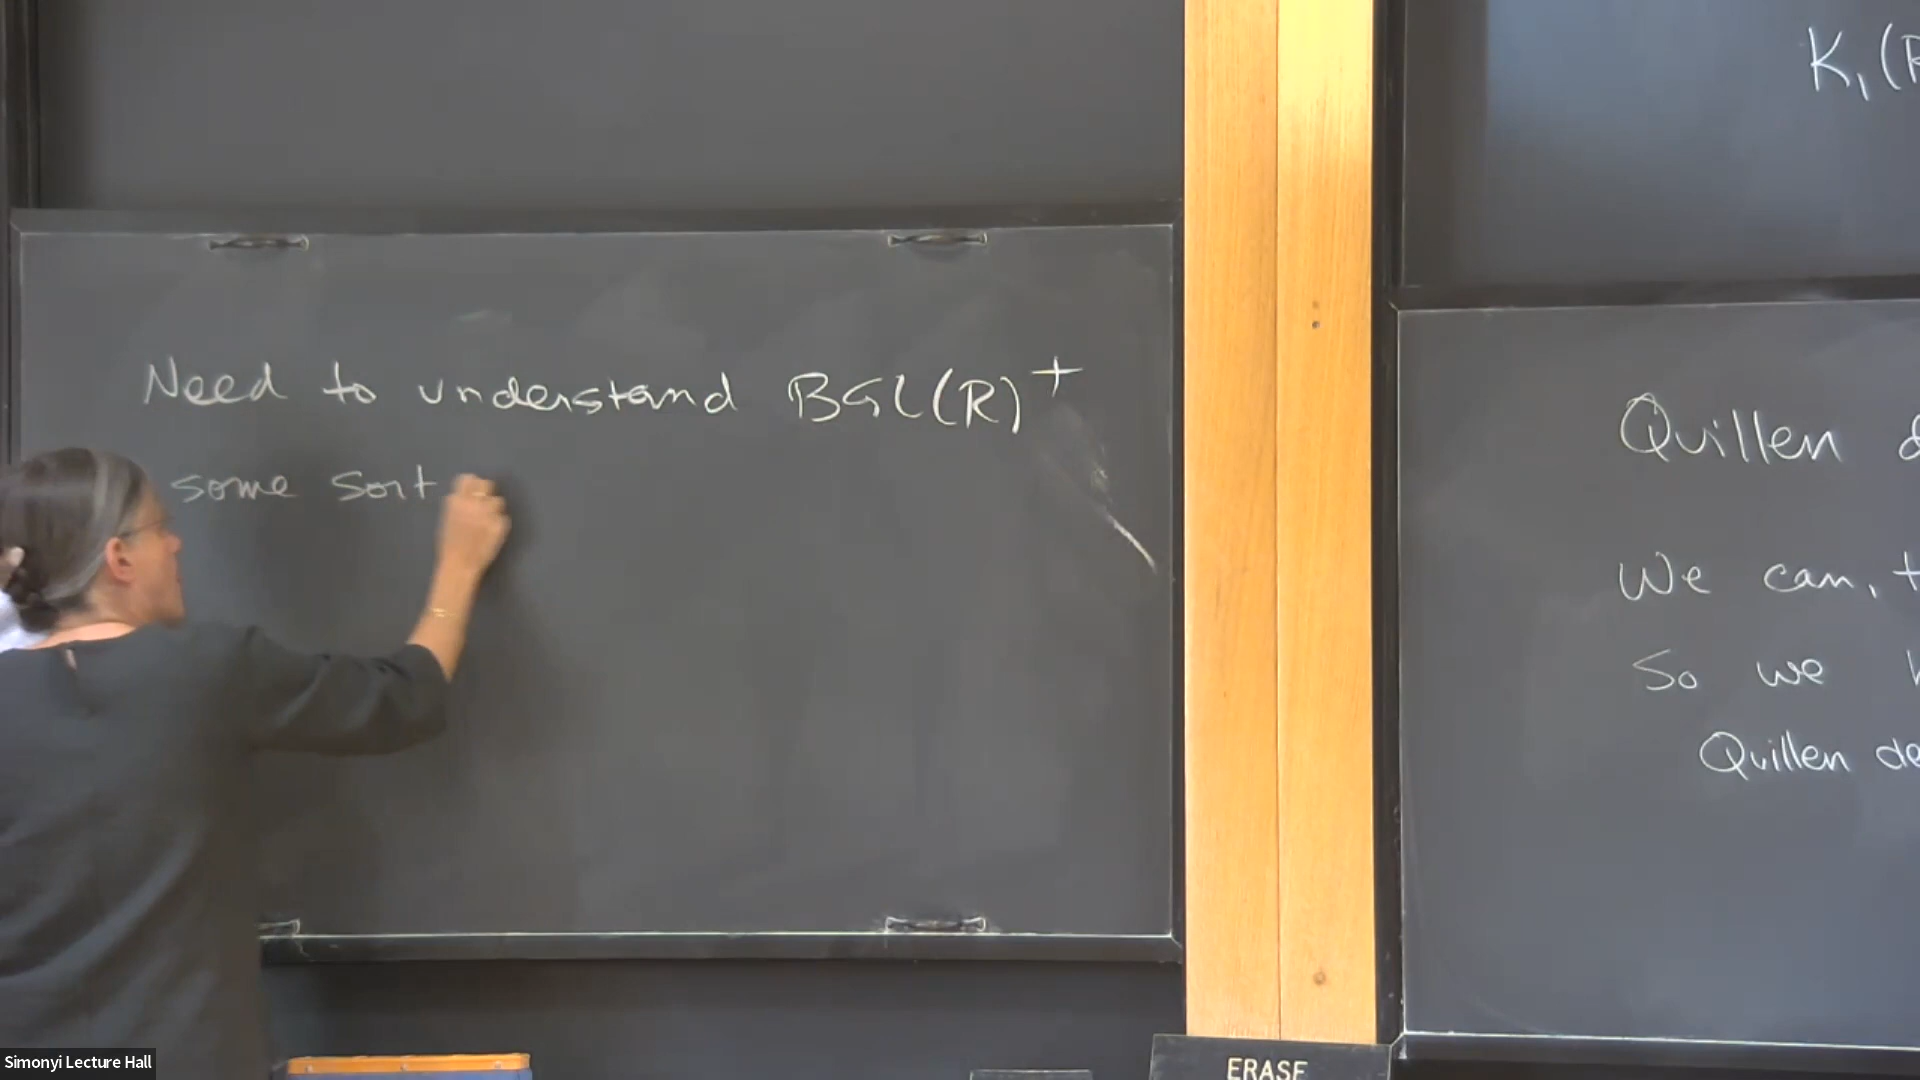 Need to understand BGL(R)⁺
some sort
K₁(R
Quillen d
We can, t
So we
Quillen de
ERASE
Simonyi Lecture Hall